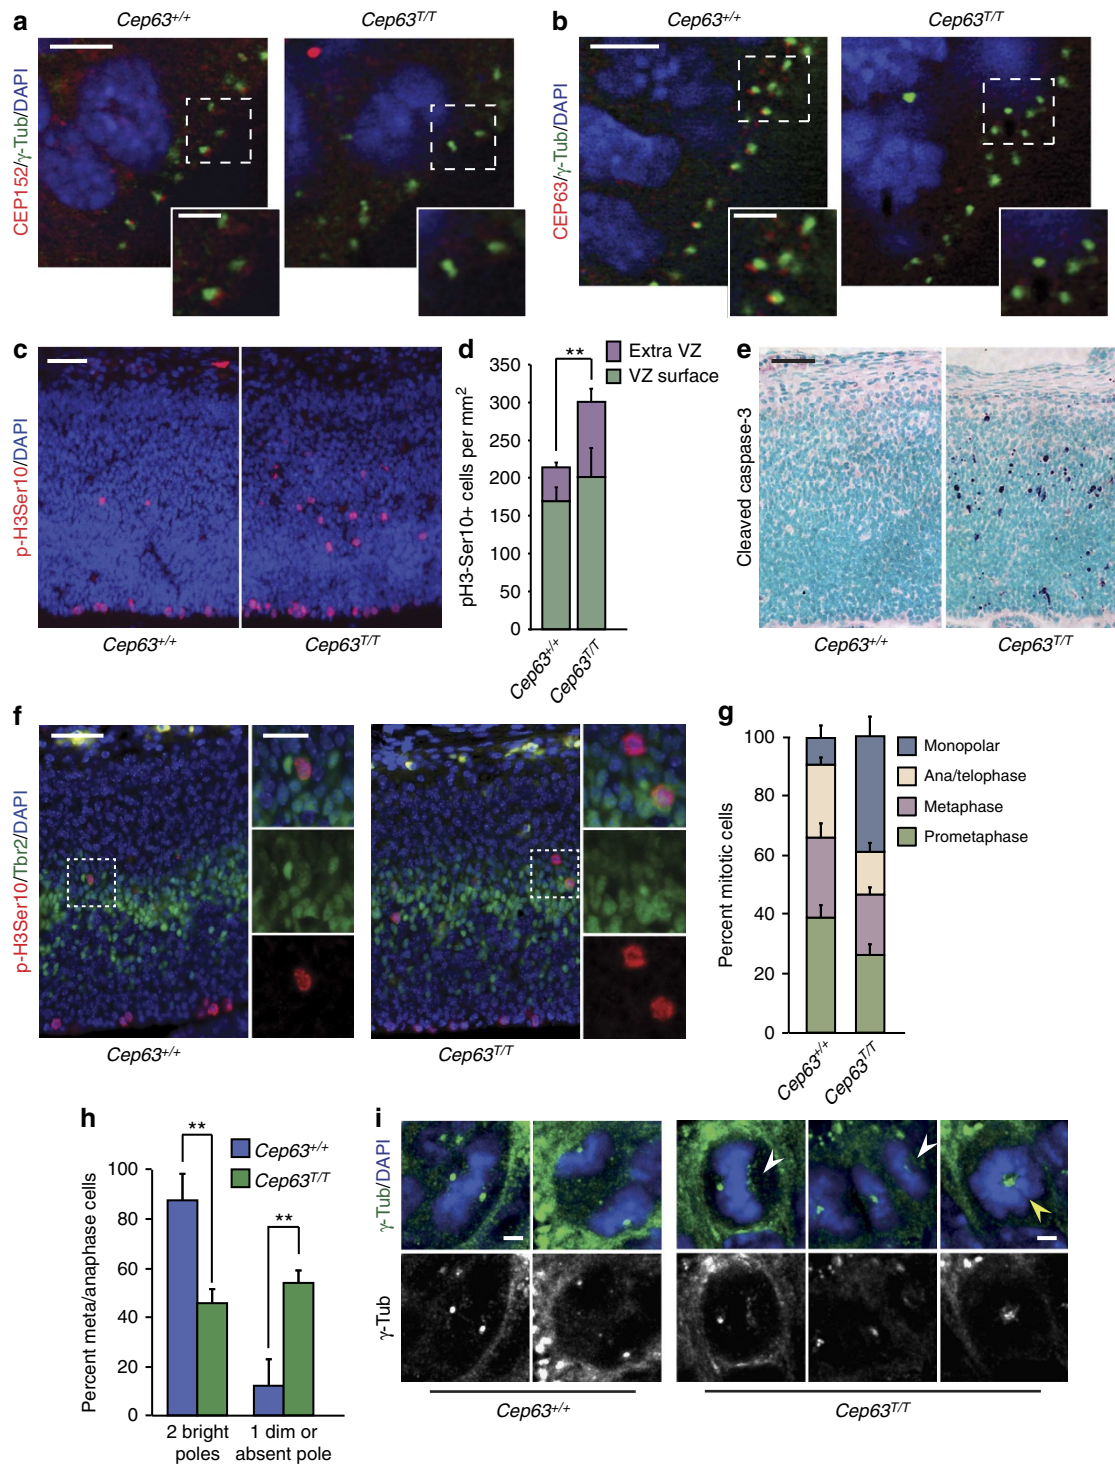 a
Cep63+/+
Cep63T/T
CEP152/γ-Tub/DAPI
b
Cep63+/+
Cep63T/T
CEP63/γ-Tub/DAPI
c
p-H3Ser10/DAPI
Cep63+/+
Cep63T/T
d
**
Extra VZ
VZ surface
pH3-Ser10+ cells per mm2
350
300
250
200
150
100
50
0
Cep63+/+
Cep63T/T
e
Cleaved caspase-3
Cep63+/+
Cep63T/T
f
p-H3Ser10/Tbr2/DAPI
Cep63+/+
Cep63T/T
g
Percent mitotic cells
100
80
60
40
20
0
Monopolar
Ana/telophase
Metaphase
Prometaphase
Cep63+/+
Cep63T/T
h
**
**
Cep63+/+
Cep63T/T
Percent meta/anaphase cells
100
80
60
40
20
0
2 bright
poles
1 dim or
absent pole
i
γ-Tub/DAPI
γ-Tub
Cep63+/+
Cep63T/T